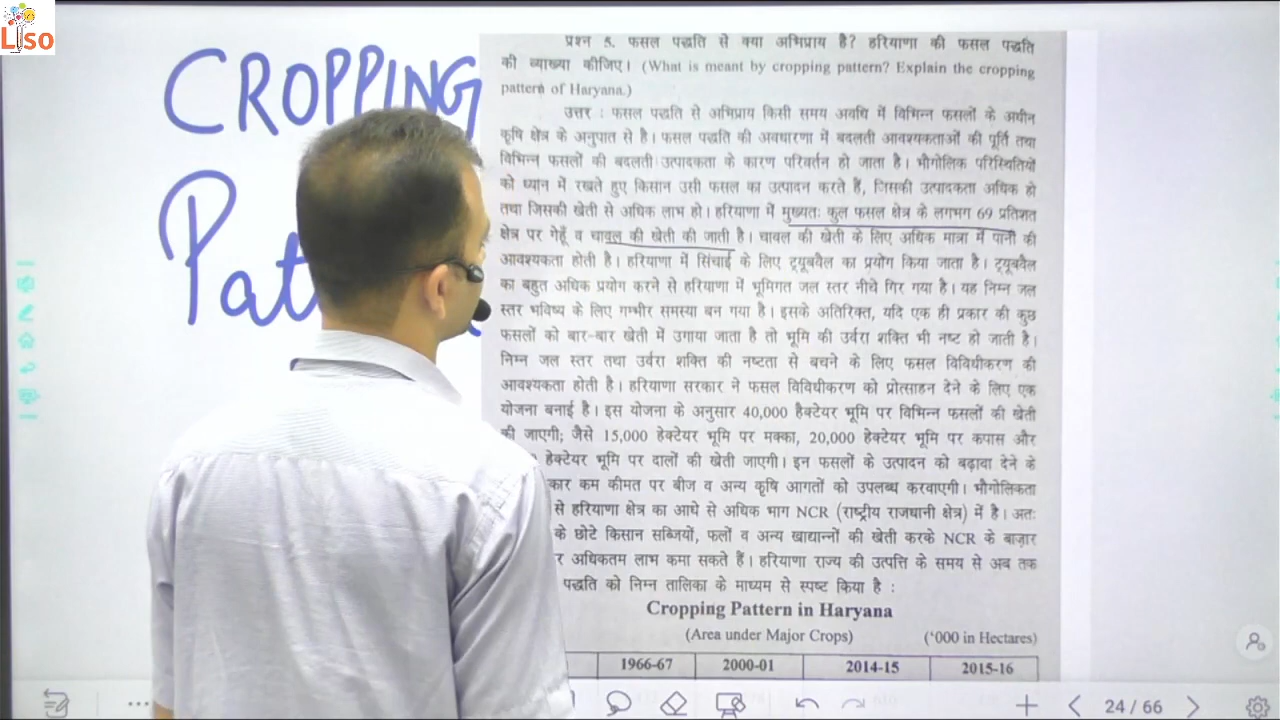 Liso
CROPPING
Pat
प्रश्न 5. फसल पद्धति से क्या अभिप्राय है? हरियाणा की फसल पद्धति
की व्याख्या कीजिए। (What is meant by cropping pattern? Explain the cropping
pattern of Haryana.)
उत्तर : फसल पद्धति से अभिप्राय किसी समय अवधि में विभिन्न फसलों के अधीन
कृषि क्षेत्र के अनुपात से है। फसल पद्धति की अवधारणा में बदलती आवश्यकताओं की पूर्ति तथा
विभिन्न फसलों की बदलती उत्पादकता के कारण परिवर्तन हो जाता है। भौगोलिक परिस्थितियों
को ध्यान में रखते हुए किसान उसी फसल का उत्पादन करते हैं, जिसकी उत्पादकता अधिक हो
तथा जिसकी खेती से अधिक लाभ हो। हरियाणा में मुख्यतः कुल फसल क्षेत्र के लगभग 69 प्रतिशत
क्षेत्र पर गेहूँ व चावल की खेती की जाती है। चावल की खेती के लिए अधिक मात्रा में पानी की
आवश्यकता होती है। हरियाणा में सिंचाई के लिए ट्यूबवैल का प्रयोग किया जाता है। ट्यूबवैल
का बहुत अधिक प्रयोग करने से हरियाणा में भूमिगत जल स्तर नीचे गिर गया है। यह निम्न जल
स्तर भविष्य के लिए गम्भीर समस्या बन गया है। इसके अतिरिक्त, यदि एक ही प्रकार की कुछ
फसलों को बार-बार खेती में उगाया जाता है तो भूमि की उर्वरा शक्ति भी नष्ट हो जाती है।
निम्न जल स्तर तथा उर्वरा शक्ति की नष्टता से बचने के लिए फसल विविधीकरण की
आवश्यकता होती है। हरियाणा सरकार ने फसल विविधीकरण को प्रोत्साहन देने के लिए एक
योजना बनाई है। इस योजना के अनुसार 40,000 हैक्टेयर भूमि पर विभिन्न फसलों की खेती
की जाएगी; जैसे 15,000 हेक्टेयर भूमि पर मक्का, 20,000 हेक्टेयर भूमि पर कपास और
हेक्टेयर भूमि पर दालों की खेती जाएगी। इन फसलों के उत्पादन को बढ़ावा देने के
कार कम कीमत पर बीज व अन्य कृषि आगतों को उपलब्ध करवाएगी। भौगोलिकता
से हरियाणा क्षेत्र का आधे से अधिक भाग NCR (राष्ट्रीय राजधानी क्षेत्र) में है। अतः
के छोटे किसान सब्जियों, फलों व अन्य खाद्यान्नों की खेती करके NCR के बाज़ार
र अधिकतम लाभ कमा सकते हैं। हरियाणा राज्य की उत्पत्ति के समय से अब तक
पद्धति को निम्न तालिका के माध्यम से स्पष्ट किया है :
Cropping Pattern in Haryana
(Area under Major Crops) ('000 in Hectares)
1966-67 2000-01 2014-15 2015-16
24 / 66